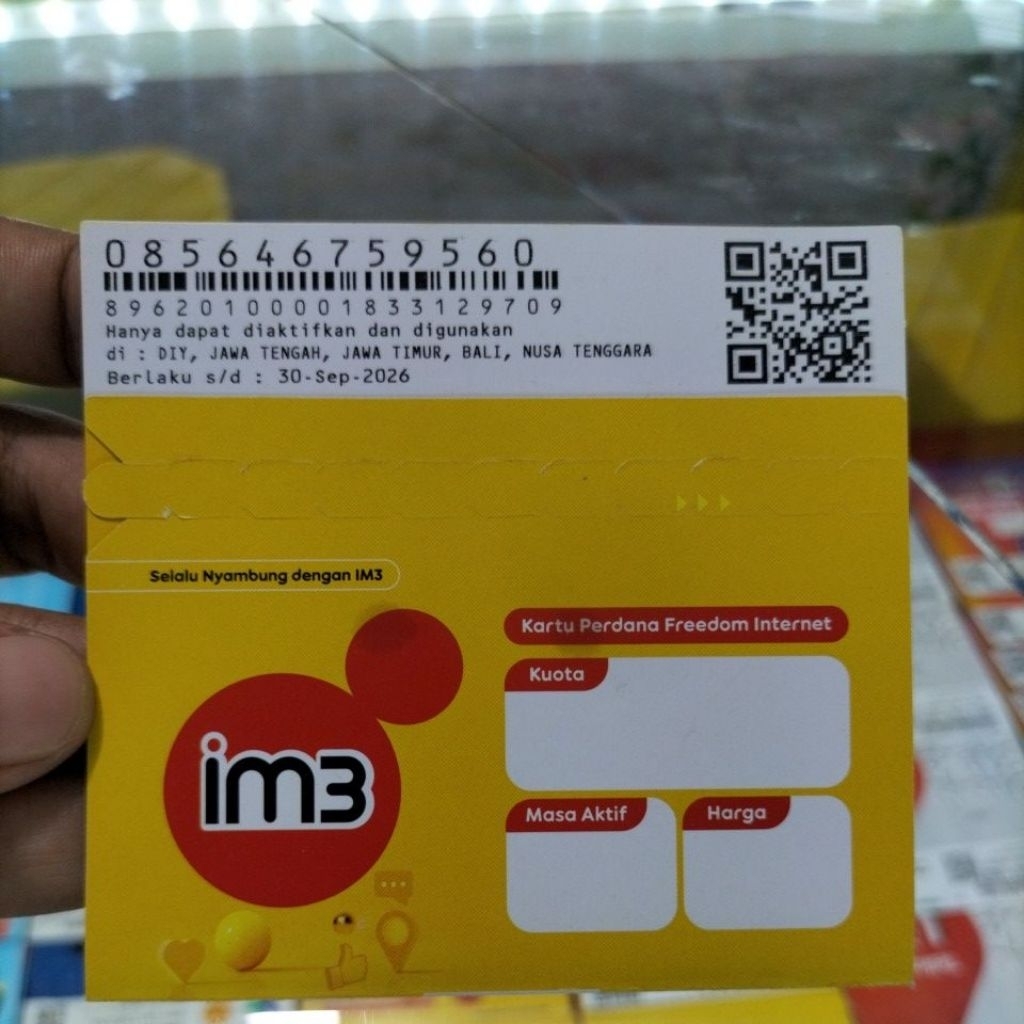 085646759560
89620100001833129709
Hanya dapat diaktifkan dan digunakan
di : DIY, JAWA TENGAH, JAWA TIMUR, BALI, NUSA TENGGARA
Berlaku s/d : 30-Sep-2026
Selalu Nyambung dengan IM3
Kartu Perdana Freedom Internet
Kuota
im3
Masa Aktif
Harga